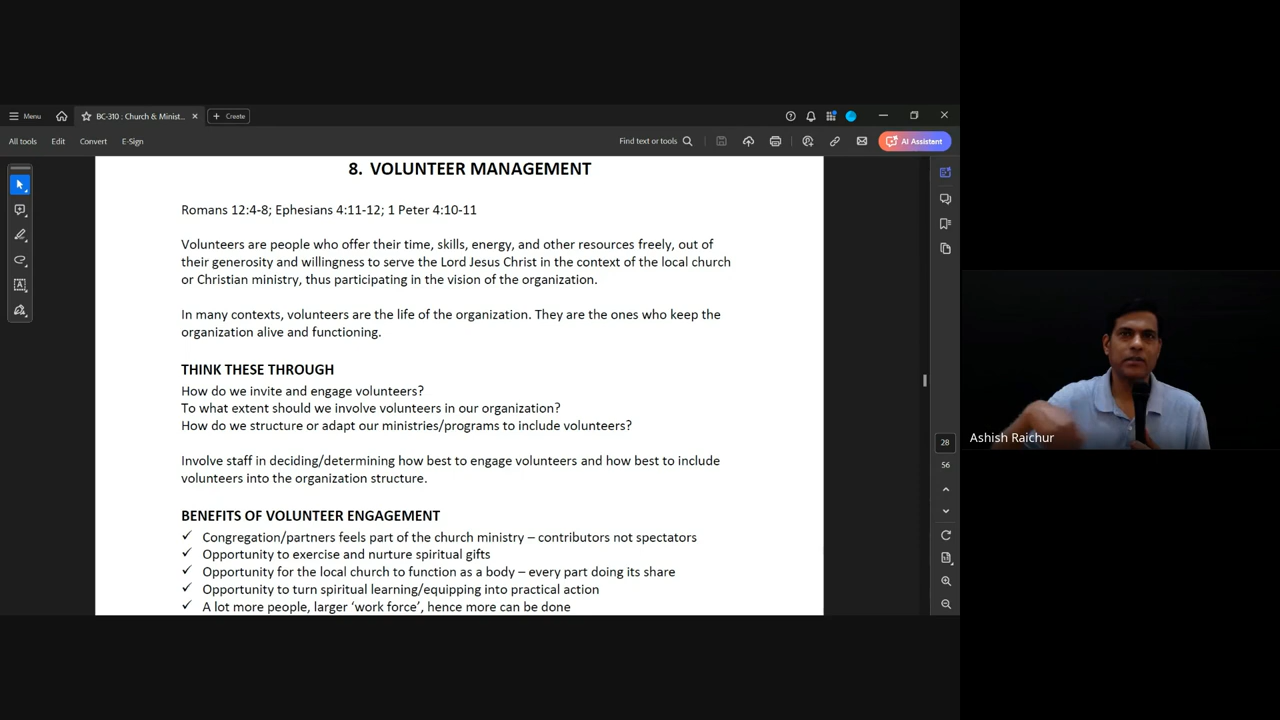 Menu
BC-310 : Church & Minist...
Create
All tools
Edit
Convert
E-Sign
Find text or tools
AI Assistant
8. VOLUNTEER MANAGEMENT
Romans 12:4-8; Ephesians 4:11-12; 1 Peter 4:10-11
Volunteers are people who offer their time, skills, energy, and other resources freely, out of
their generosity and willingness to serve the Lord Jesus Christ in the context of the local church
or Christian ministry, thus participating in the vision of the organization.
In many contexts, volunteers are the life of the organization. They are the ones who keep the
organization alive and functioning.
THINK THESE THROUGH
How do we invite and engage volunteers?
To what extent should we involve volunteers in our organization?
How do we structure or adapt our ministries/programs to include volunteers?
Involve staff in deciding/determining how best to engage volunteers and how best to include
volunteers into the organization structure.
BENEFITS OF VOLUNTEER ENGAGEMENT
✓ Congregation/partners feels part of the church ministry – contributors not spectators
✓ Opportunity to exercise and nurture spiritual gifts
✓ Opportunity for the local church to function as a body – every part doing its share
✓ Opportunity to turn spiritual learning/equipping into practical action
✓ A lot more people, larger ‘work force’, hence more can be done
28
56
Ashish Raichur